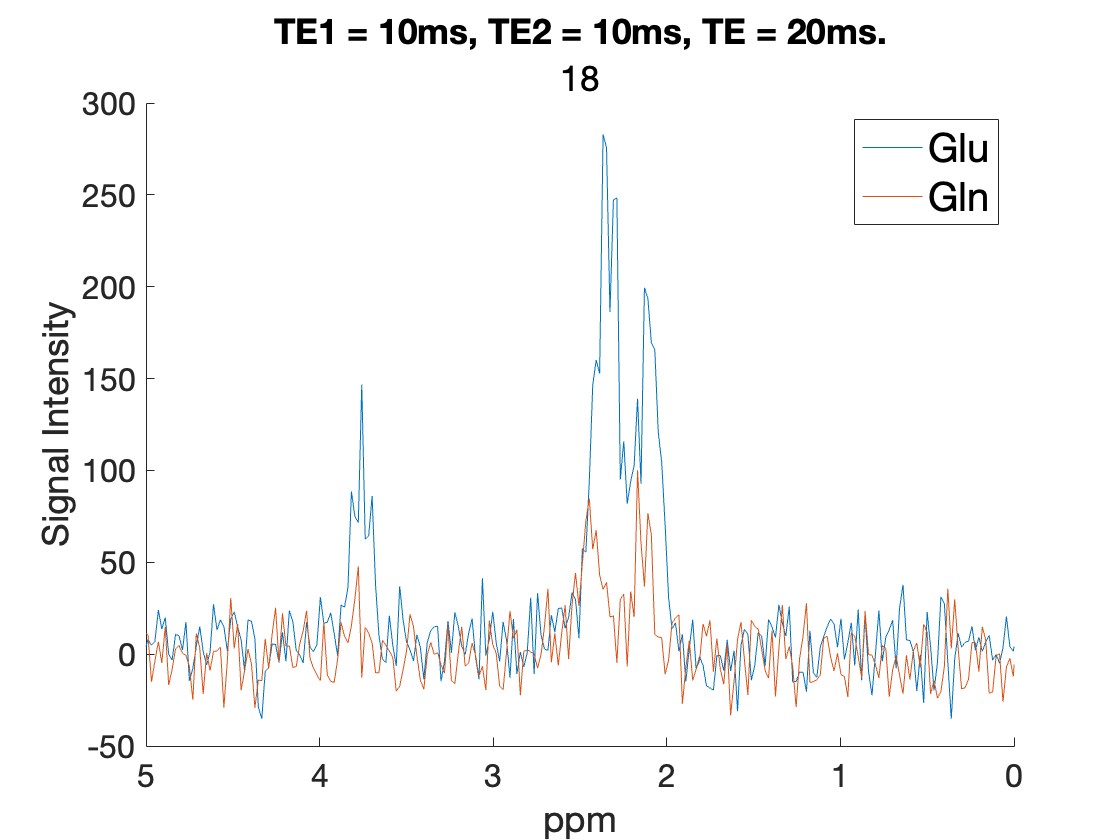 TE1 = 10ms, TE2 = 10ms, TE = 20ms.
18
300
250
200
150
100
50
0
-50
Signal Intensity
Glu
Gln
5 4 3 2 1 0
ppm